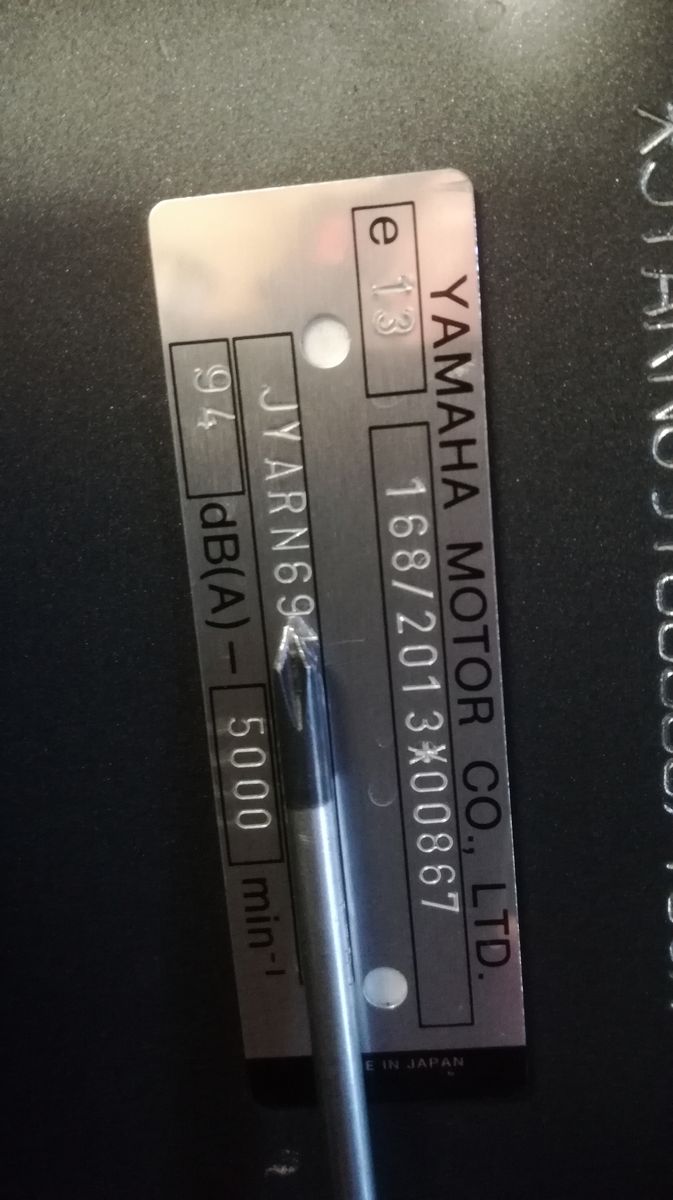 YAMAHA MOTOR CO., LTD.
e 13 168/2013*00867
JYARN69
94 dB(A) - 5000 min-1
E IN JAPAN